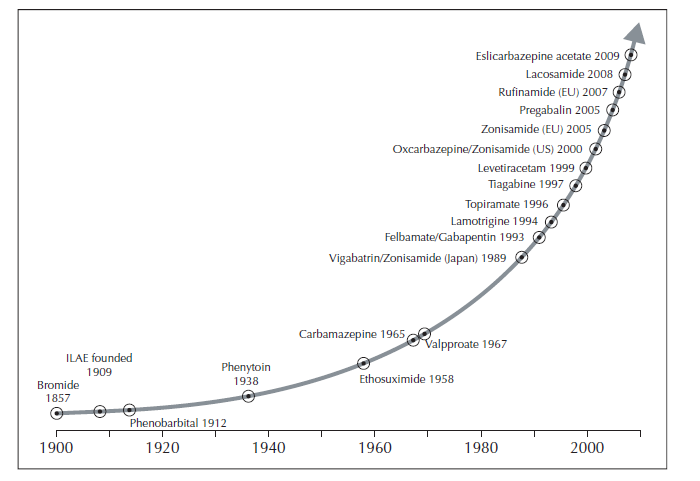 Eslicarbazepine acetate 2009
Lacosamide 2008
Rufinamide (EU) 2007
Pregabalin 2005
Zonisamide (EU) 2005
Oxcarbazepine/Zonisamide (US) 2000
Levetiracetam 1999
Tiagabine 1997
Topiramate 1996
Lamotrigine 1994
Felbamate/Gabapentin 1993
Vigabatrin/Zonisamide (Japan) 1989
Carbamazepine 1965
Valpproate 1967
ILAE founded
1909
Phenytoin
1938
Ethosuximide 1958
Bromide
1857
Phenobarbital 1912
1900
1920
1940
1960
1980
2000